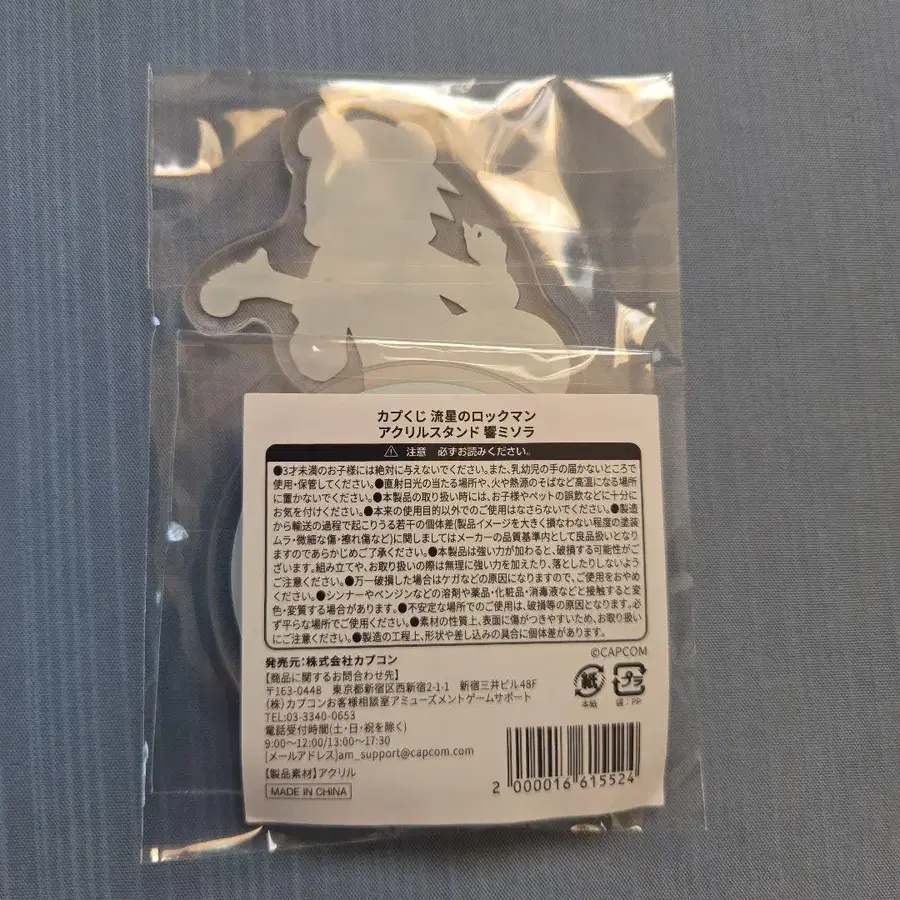 カプくじ 流星のロックマン
アクリルスタンド 響ミソラ
注意 必ずお読みください。
●3才未満のお子様には絶対に与えないでください。また、乳幼児の手の届かないところで
使用・保管してください。●直射日光の当たる場所や、火や熱源のそばなど高温になる場所
に置かないでください。●本製品の取り扱い時には、お子様やペットの誤飲などに十分に
お気を付けください。●本来の使用目的以外でのご使用はなさらないでください。●製造
から輸送の過程で起こりうる若干の個体差(製品イメージを大きく損なわない程度の塗装
ムラ・微細な傷・擦れ傷など)に関しましてはメーカーの品質基準内として良品扱いとなり
ますのであらかじめご了承ください。●本製品は強い力が加わると、破損する可能性がご
ざいます。組み立てや、お取り扱いの際は無理に強い力を加えたり、落としたりしないよう
ご注意ください。●万一破損した場合はケガなどの原因になりますので、ご使用をおやめ
ください。●シンナーやベンジンなどの溶剤や薬品・化粧品・消毒液などと接触すると変
色・変質する場合があります。●不安定な場所でのご使用は、破損等の原因となります。必
ず平らな場所でご使用ください。●素材の性質上、表面に傷がつきやすいため、お取り扱い
にご注意ください。●製造の工程上、形状や差し込みの具合に個体差があります。
©CAPCOM
発売元:株式会社カプコン
【商品に関するお問合わせ先】
〒163-0448 東京都新宿区西新宿2-1-1 新宿三井ビル48F
(株)カプコンお客様相談室アミューズメントゲームサポート
TEL:03-3340-0653
電話受付時間(土・日・祝を除く)
9:00～12:00/13:00～17:30
[メールアドレス]am_support@capcom.com
【製品素材】アクリル
MADE IN CHINA
紙
本紙
プラ
袋:PP
2 000016 615524